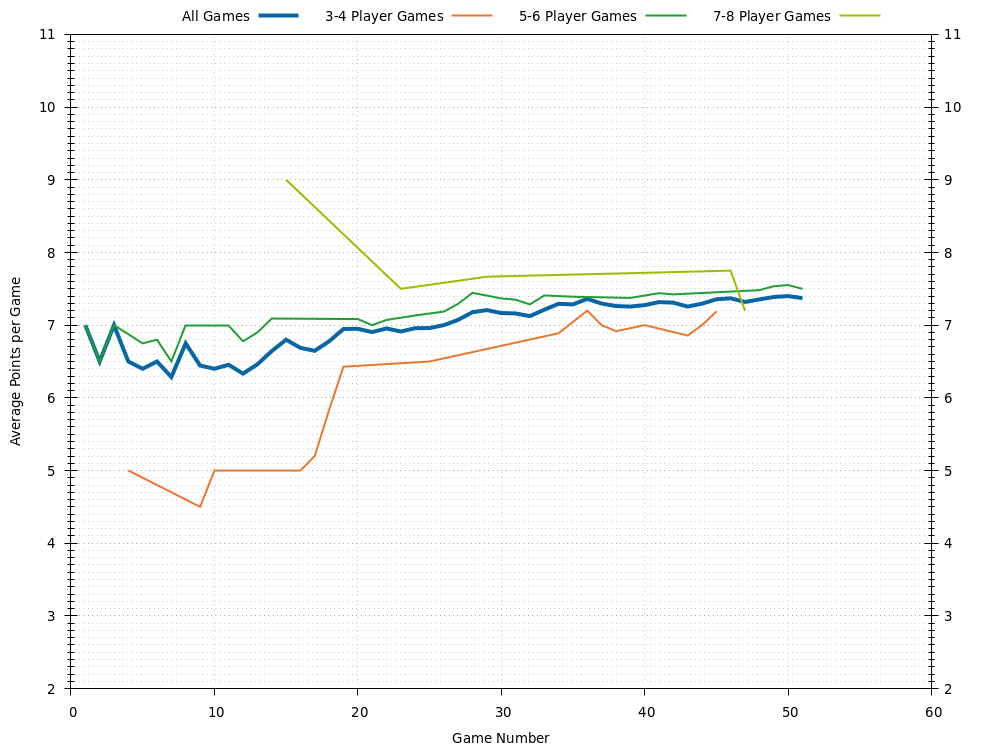 All Games 3-4 Player Games 5-6 Player Games 7-8 Player Games
11 11
10 10
9 9
8 8
7 7
6 6
5 5
4 4
3 3
2 2
Average Points per Game
0 10 20 30 40 50 60
Game Number